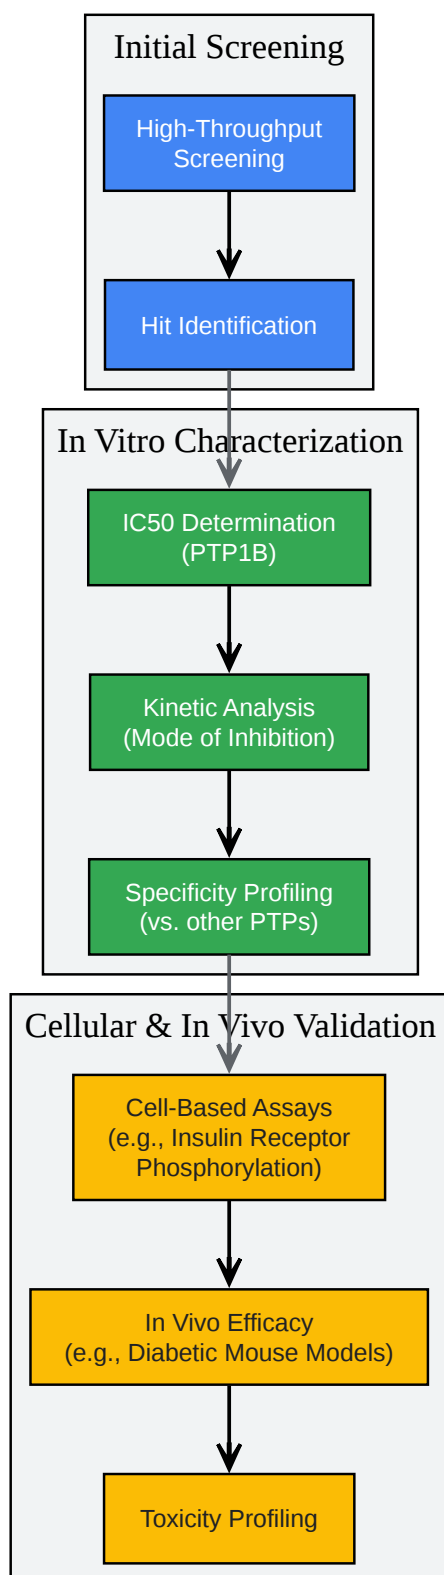 Initial Screening
High-Throughput
Screening
Hit Identification
In Vitro Characterization
IC50 Determination
(PTP1B)
Kinetic Analysis
(Mode of Inhibition)
Specificity Profiling
(vs. other PTPs)
Cellular & In Vivo Validation
Cell-Based Assays
(e.g., Insulin Receptor
Phosphorylation)
In Vivo Efficacy
(e.g., Diabetic Mouse Models)
Toxicity Profiling